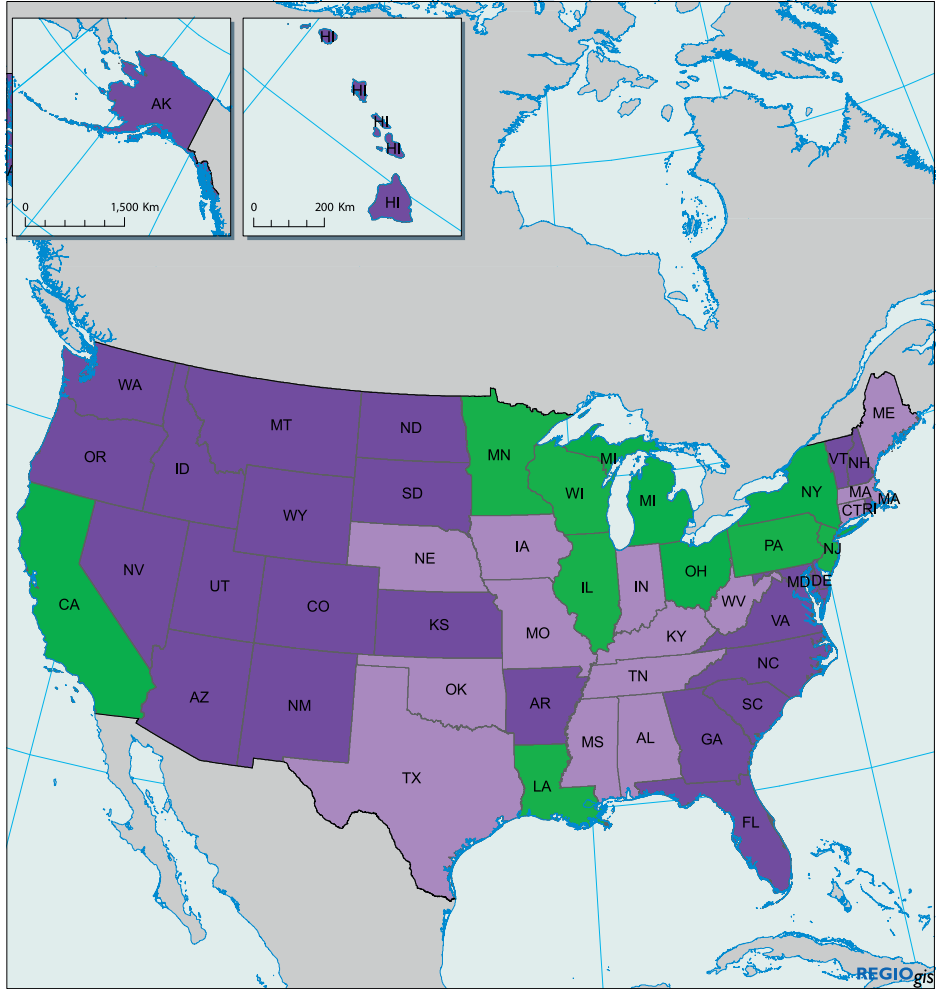 AK
0 1,500 Km
HI
HI
HI
HI
HI
0 200 Km
WA
MT
ND
MN
MI
ME
OR
ID
SD
WI
MI
VT NH
WY
NY
MA
MA
CT RI
NE
IA
PA
NJ
NV
UT
CO
IL
IN
OH
MD DE
CA
KS
MO
WV
VA
KY
AZ
NM
OK
AR
TN
NC
SC
TX
MS
AL
GA
LA
FL
REGIOgis